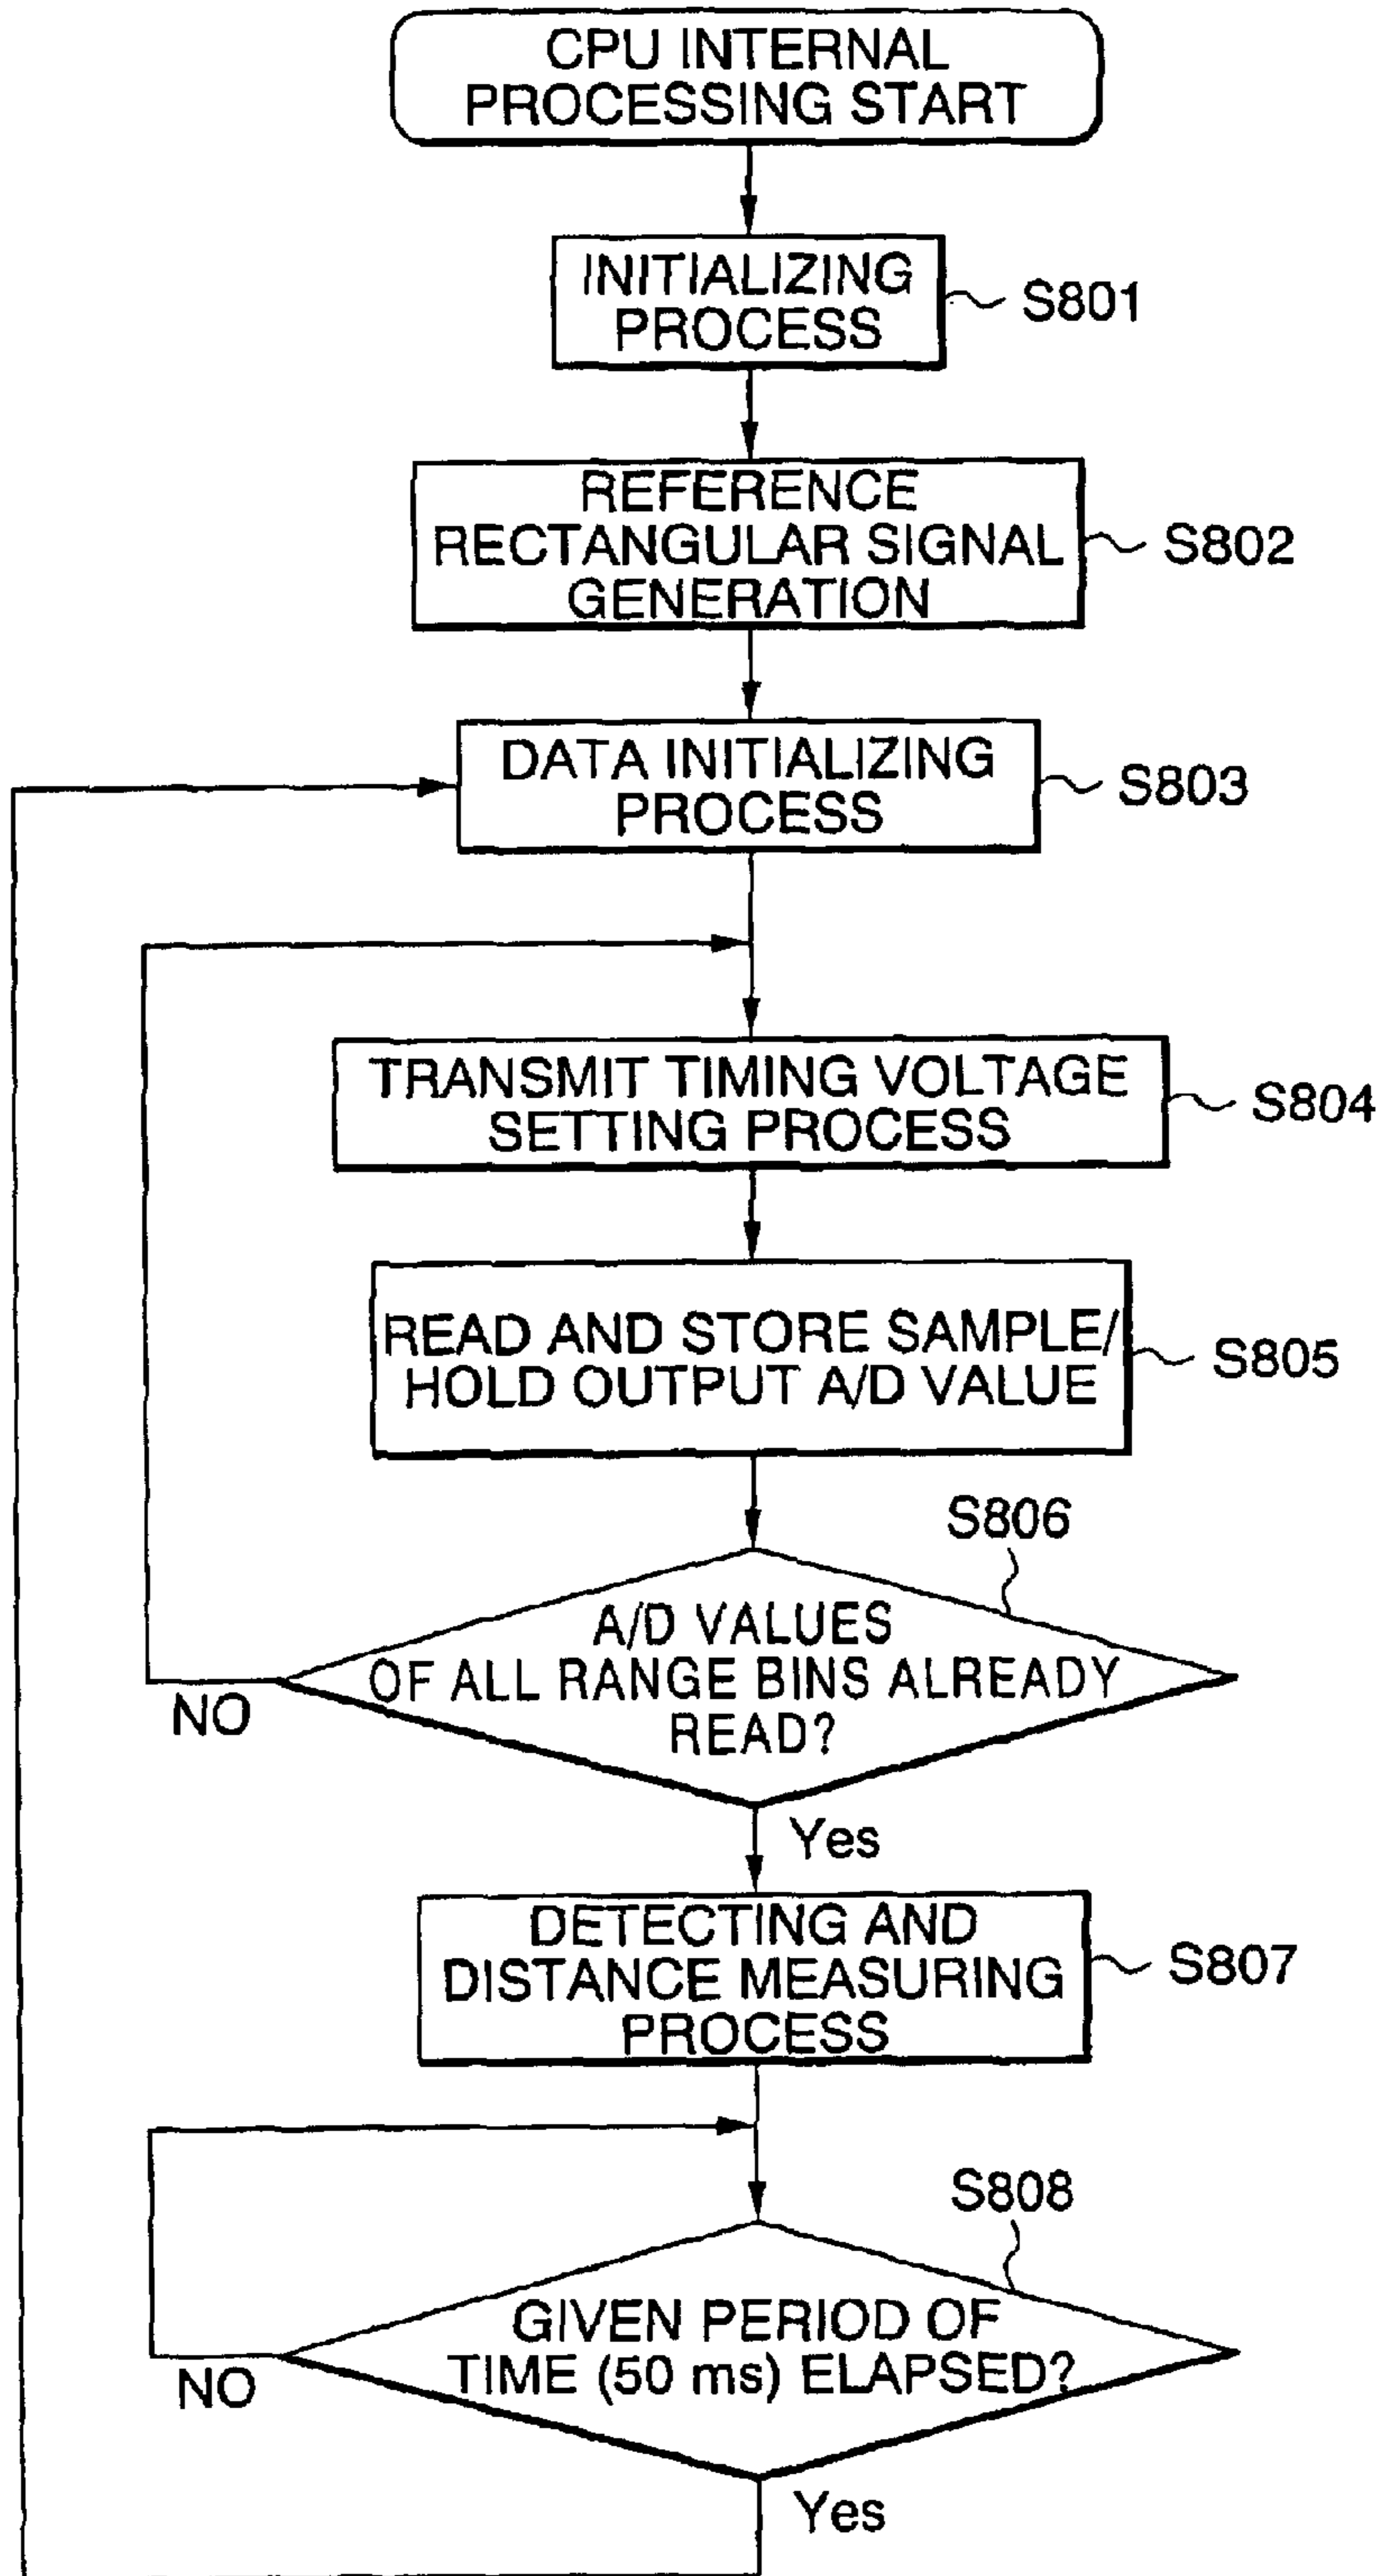 CPU INTERNAL
PROCESSING START
INITIALIZING
PROCESS
S801
REFERENCE
RECTANGULAR SIGNAL
GENERATION
S802
DATA INITIALIZING
PROCESS
S803
TRANSMIT TIMING VOLTAGE
SETTING PROCESS
S804
READ AND STORE SAMPLE/
HOLD OUTPUT A/D VALUE
S805
S806
A/D VALUES
OF ALL RANGE BINS ALREADY
READ?
NO
Yes
DETECTING AND
DISTANCE MEASURING
PROCESS
S807
S808
GIVEN PERIOD OF
TIME (50 ms) ELAPSED?
NO
Yes